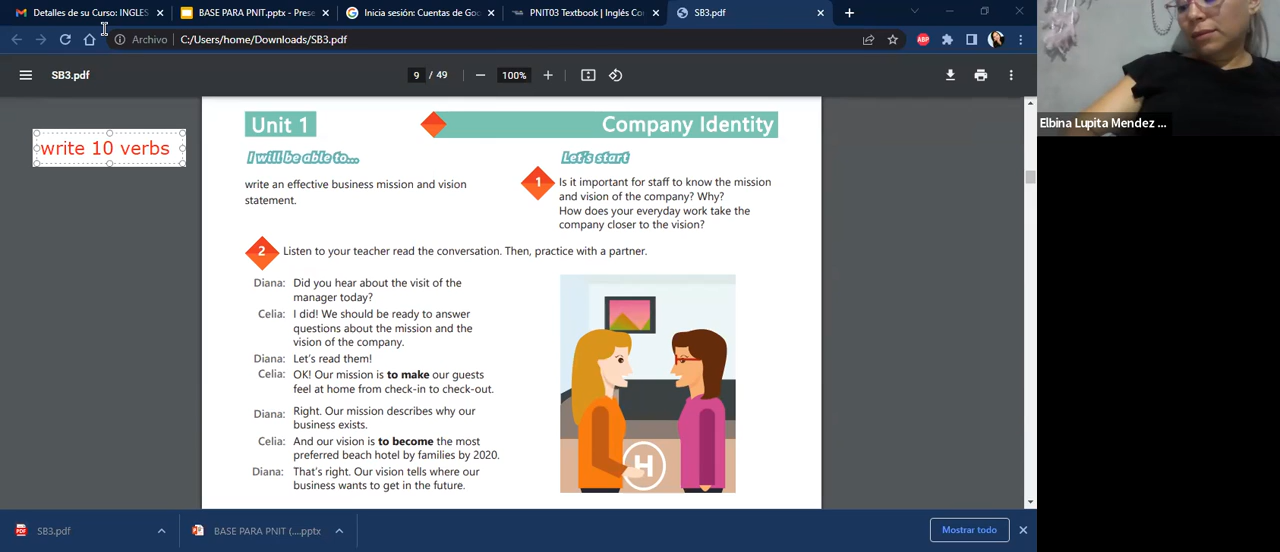 Detalles de su Curso: INGLES
BASE PARA PNIT.pptx - Prese
Inicia sesión: Cuentas de Goo
PNIT03 Textbook | Inglés Com
SB3.pdf
Archivo C:/Users/home/Downloads/SB3.pdf
ABP
SB3.pdf
9 / 49
100%
write 10 verbs
Unit 1
Company Identity
I will be able to...
write an effective business mission and vision
statement.
Let's start
1
Is it important for staff to know the mission
and vision of the company? Why?
How does your everyday work take the
company closer to the vision?
2 Listen to your teacher read the conversation. Then, practice with a partner.
Diana: Did you hear about the visit of the
manager today?
Celia: I did! We should be ready to answer
questions about the mission and the
vision of the company.
Diana: Let's read them!
Celia: OK! Our mission is to make our guests
feel at home from check-in to check-out.
Diana: Right. Our mission describes why our
business exists.
Celia: And our vision is to become the most
preferred beach hotel by families by 2020.
Diana: That's right. Our vision tells where our
business wants to get in the future.
H
Elbina Lupita Mendez ...
SB3.pdf
BASE PARA PNIT (....pptx
Mostrar todo